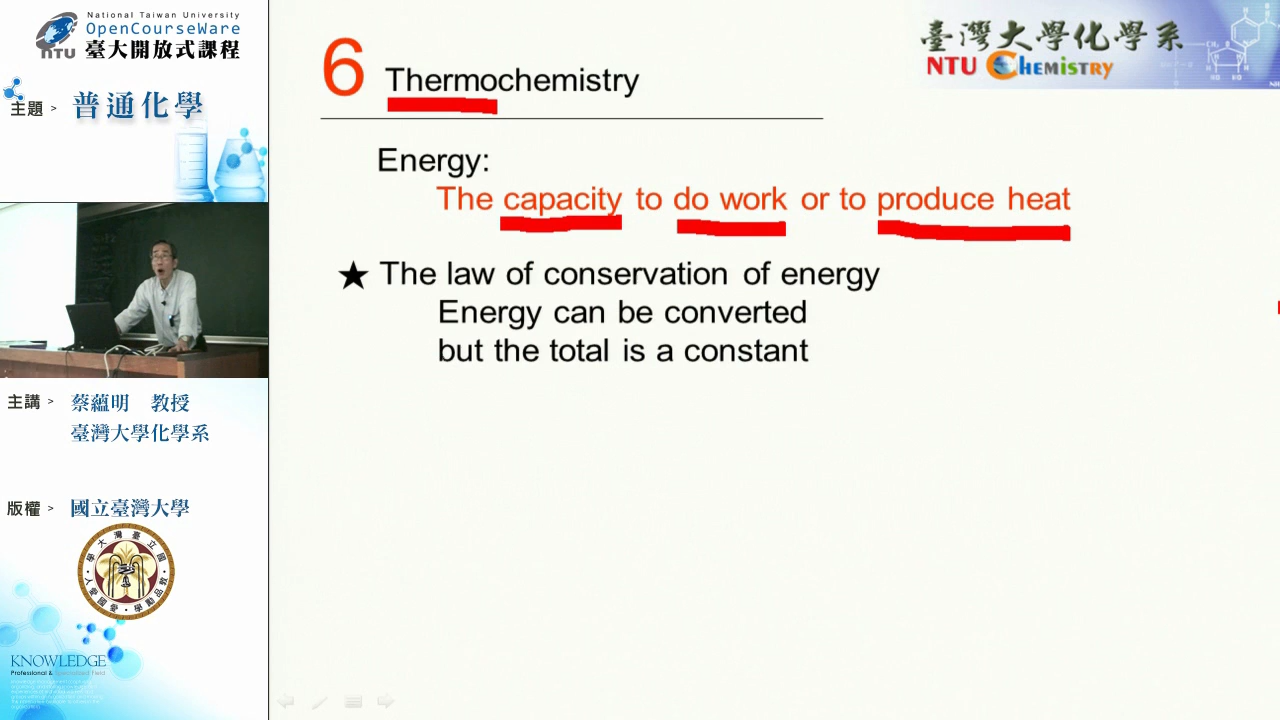 National Taiwan University
OpenCourseWare
NTU 臺大開放式課程
主題 > 普通化學
主講 > 蔡蘊明 教授
臺灣大學化學系
版權 > 國立臺灣大學
KNOWLEDGE
Professional & Specialized Field
臺灣大學化學系
NTU Chemistry
6 Thermochemistry
Energy:
The capacity to do work or to produce heat
★ The law of conservation of energy
Energy can be converted
but the total is a constant